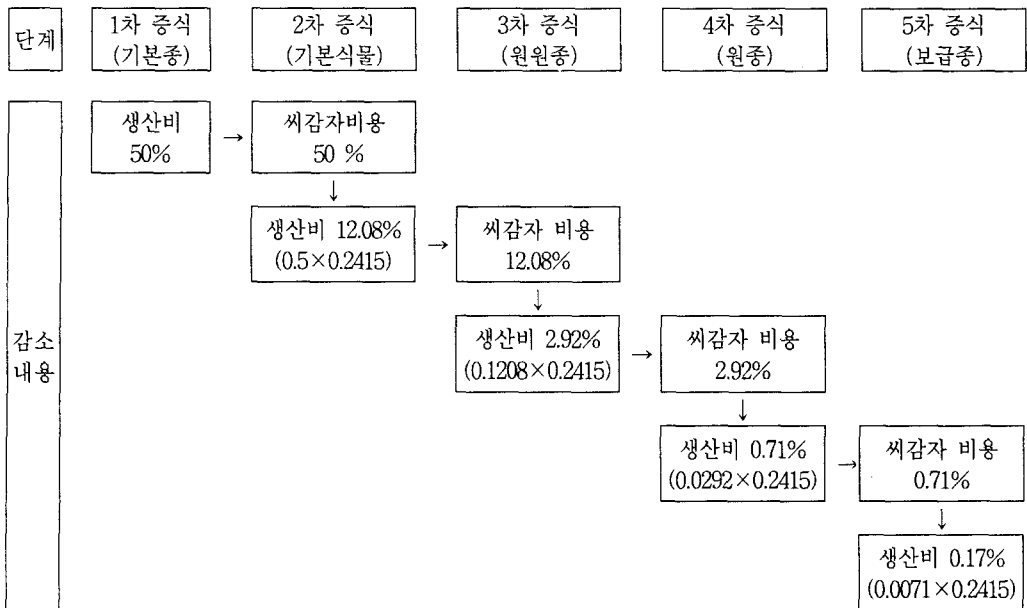 단계
1차 증식
(기본종)
2차 증식
(기본식물)
3차 증식
(원원종)
4차 증식
(원종)
5차 증식
(보급종)
감소
내용
생산비
50%
→
씨감자비용
50 %
↓
생산비 12.08%
(0.5×0.2415)
→
씨감자 비용
12.08%
↓
생산비 2.92%
(0.1208×0.2415)
→
씨감자 비용
2.92%
↓
생산비 0.71%
(0.0292×0.2415)
→
씨감자 비용
0.71%
↓
생산비 0.17%
(0.0071×0.2415)